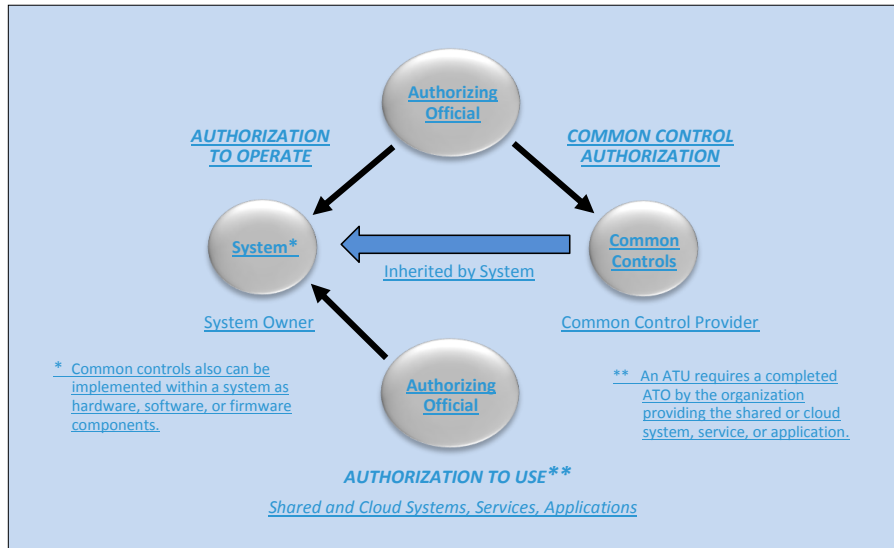 Authorizing
Official
AUTHORIZATION
TO OPERATE
COMMON CONTROL
AUTHORIZATION
System*
Inherited by System
Common
Controls
System Owner
Common Control Provider
* Common controls also can be
implemented within a system as
hardware, software, or firmware
components.
Authorizing
Official
** An ATU requires a completed
ATO by the organization
providing the shared or cloud
system, service, or application.
AUTHORIZATION TO USE**
Shared and Cloud Systems, Services, Applications